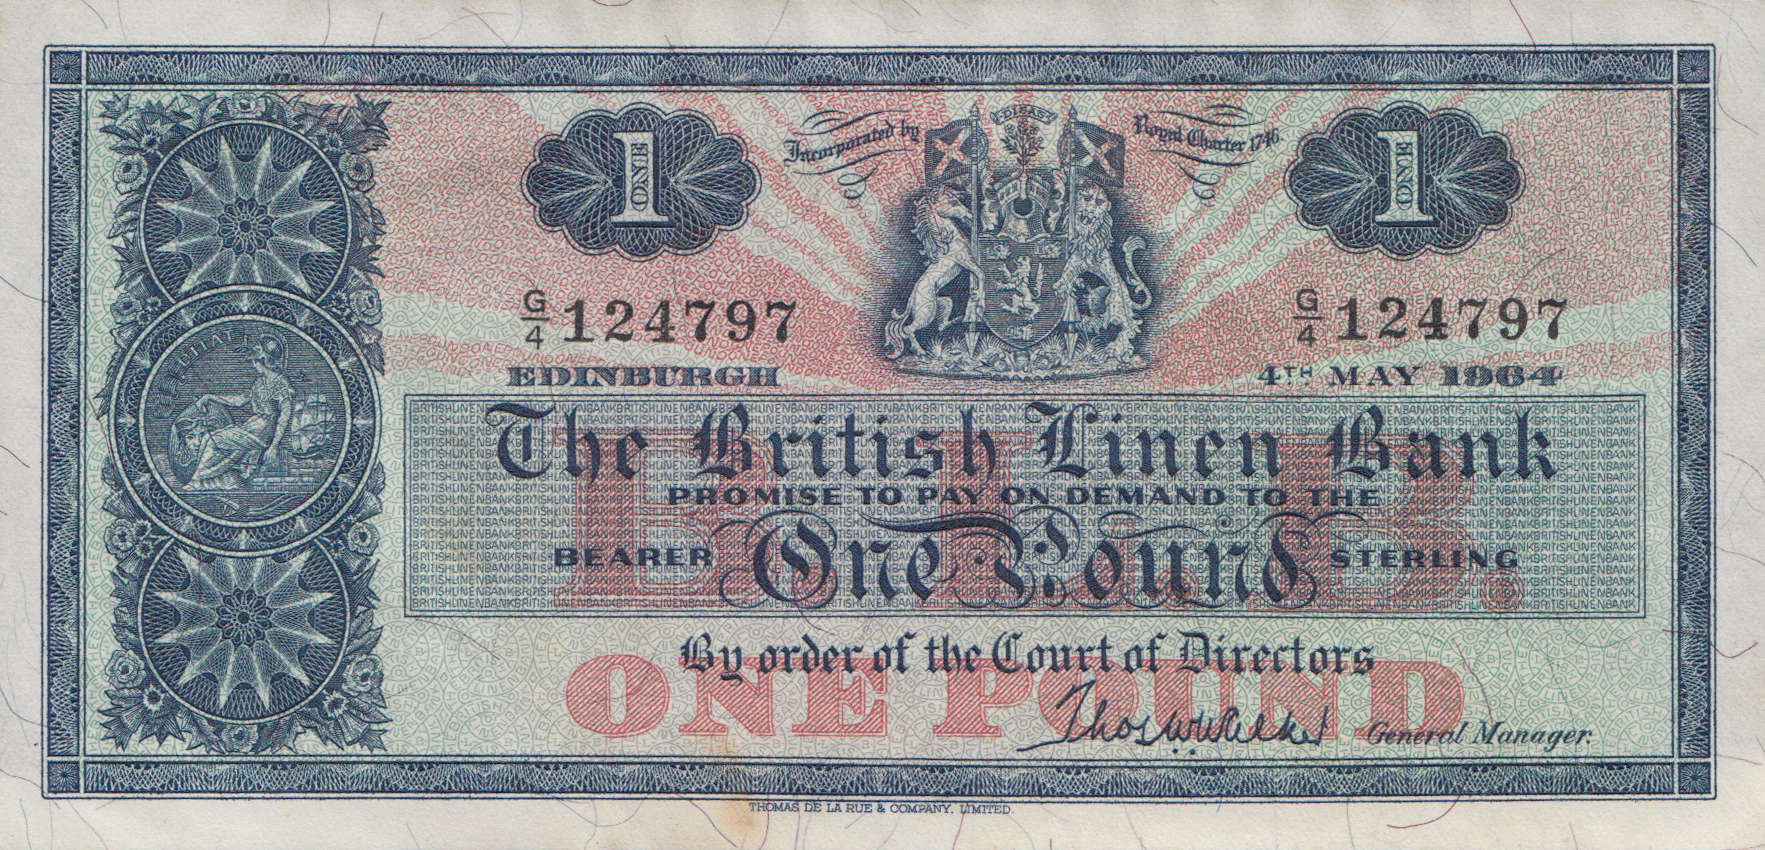 Incorporated by Royal Charter 1746.
1 ONE
1 ONE
G/4 124797
G/4 124797
EDINBURGH
4TH MAY 1964
The British Linen Bank
PROMISE TO PAY ON DEMAND TO THE
BEARER One Pound STERLING
BLB
By order of the Court of Directors
ONE POUND
General Manager.
THOMAS DE LA RUE & COMPANY, LIMITED.